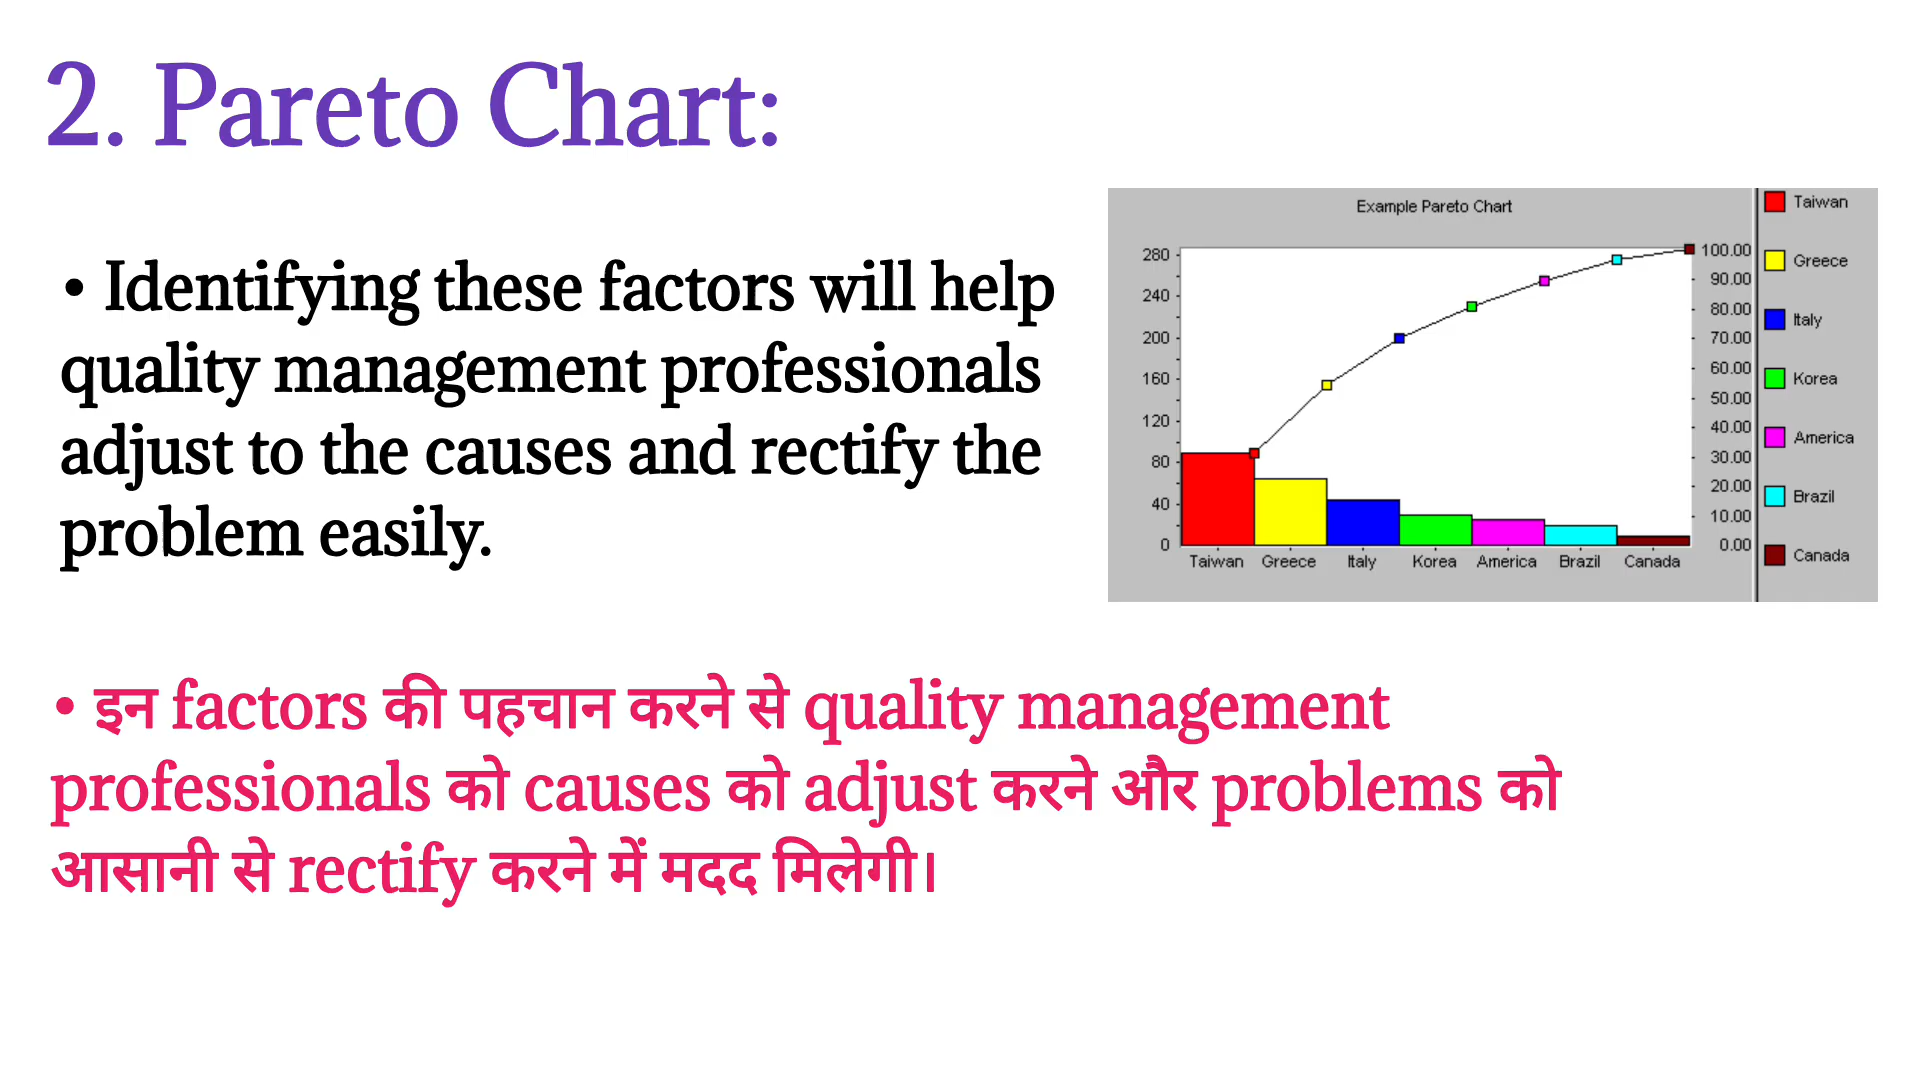 2. Pareto Chart:
• Identifying these factors will help
quality management professionals
adjust to the causes and rectify the
problem easily.
Example Pareto Chart
280
240
200
160
120
80
40
0
100.00
90.00
80.00
70.00
60.00
50.00
40.00
30.00
20.00
10.00
0.00
Taiwan Greece Italy Korea America Brazil Canada
Taiwan
Greece
Italy
Korea
America
Brazil
Canada
• इन factors की पहचान करने से quality management
professionals को causes को adjust करने और problems को
आसानी से rectify करने में मदद मिलेगी।